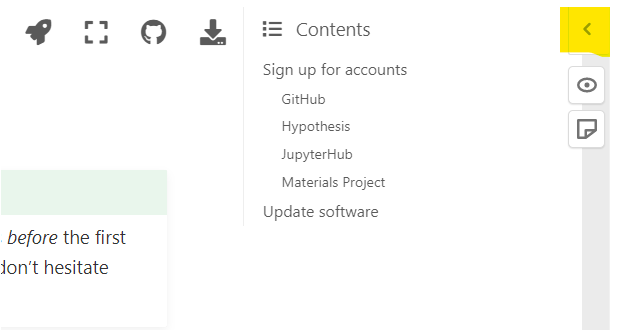 Contents
Sign up for accounts
GitHub
Hypothesis
JupyterHub
Materials Project
Update software
before the first
don't hesitate